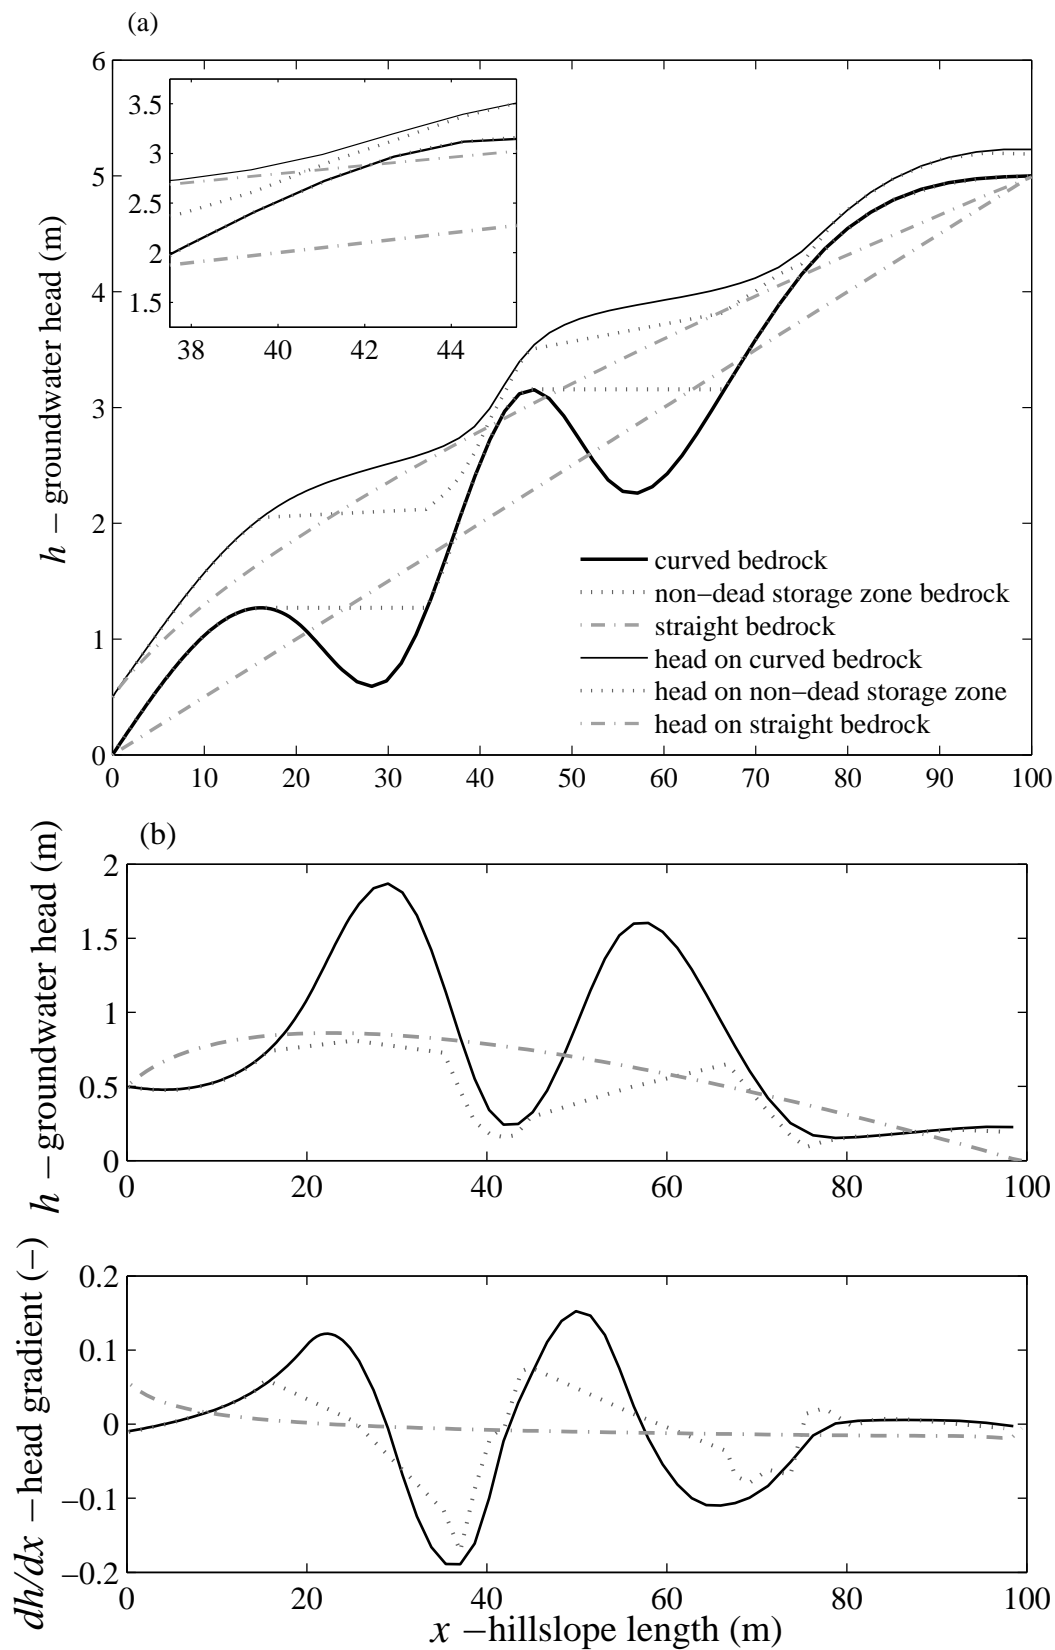 (a)
h − groundwater head (m)
6
5
4
3
2
1
0
3.5
3
2.5
2
1.5
38 40 42 44
curved bedrock
non−dead storage zone bedrock
straight bedrock
head on curved bedrock
head on non−dead storage zone
head on straight bedrock
0 10 20 30 40 50 60 70 80 90 100
(b)
h −groundwater head (m)
2
1.5
1
0.5
0
0 20 40 60 80 100
dh/dx −head gradient (−)
0.2
0.1
0
−0.1
−0.2
0 20 40 60 80 100
x −hillslope length (m)